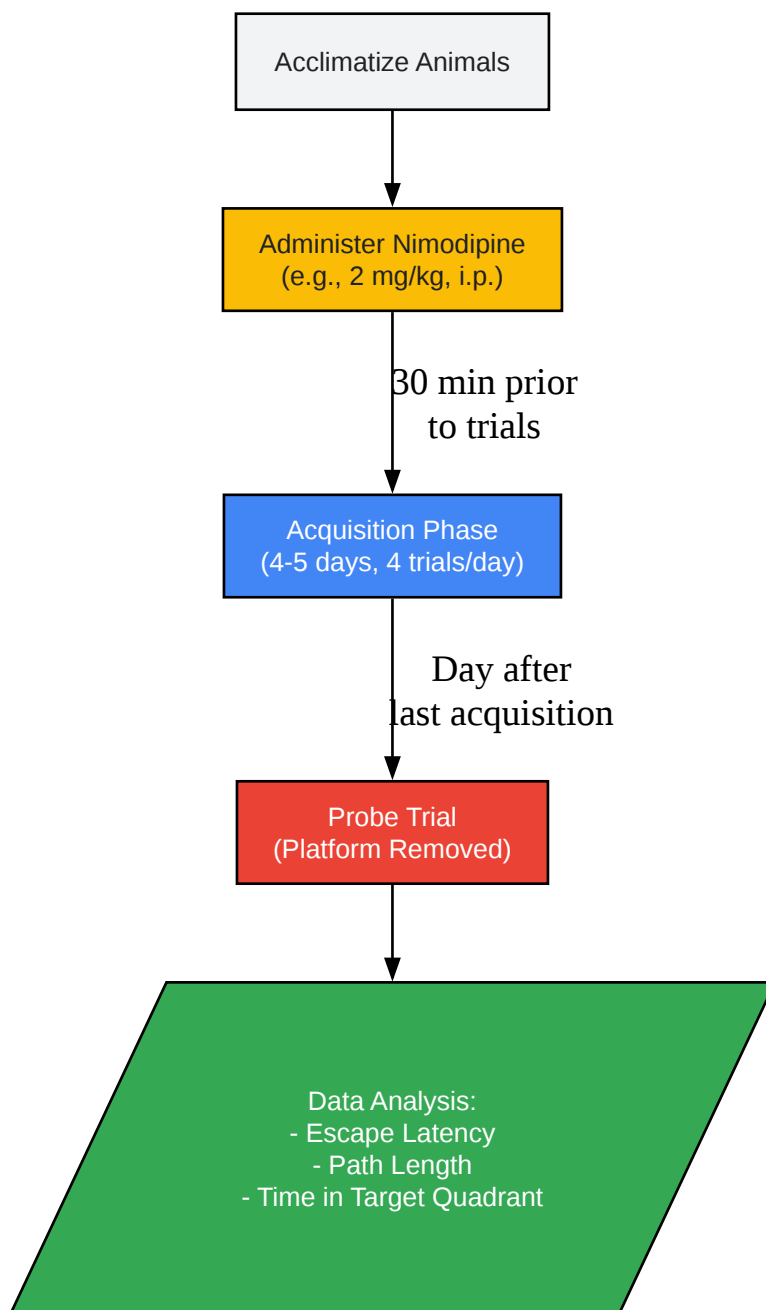 Acclimatize Animals
Administer Nimodipine
(e.g., 2 mg/kg, i.p.)
30 min prior
to trials
Acquisition Phase
(4-5 days, 4 trials/day)
Day after
last acquisition
Probe Trial
(Platform Removed)
Data Analysis:
- Escape Latency
- Path Length
- Time in Target Quadrant